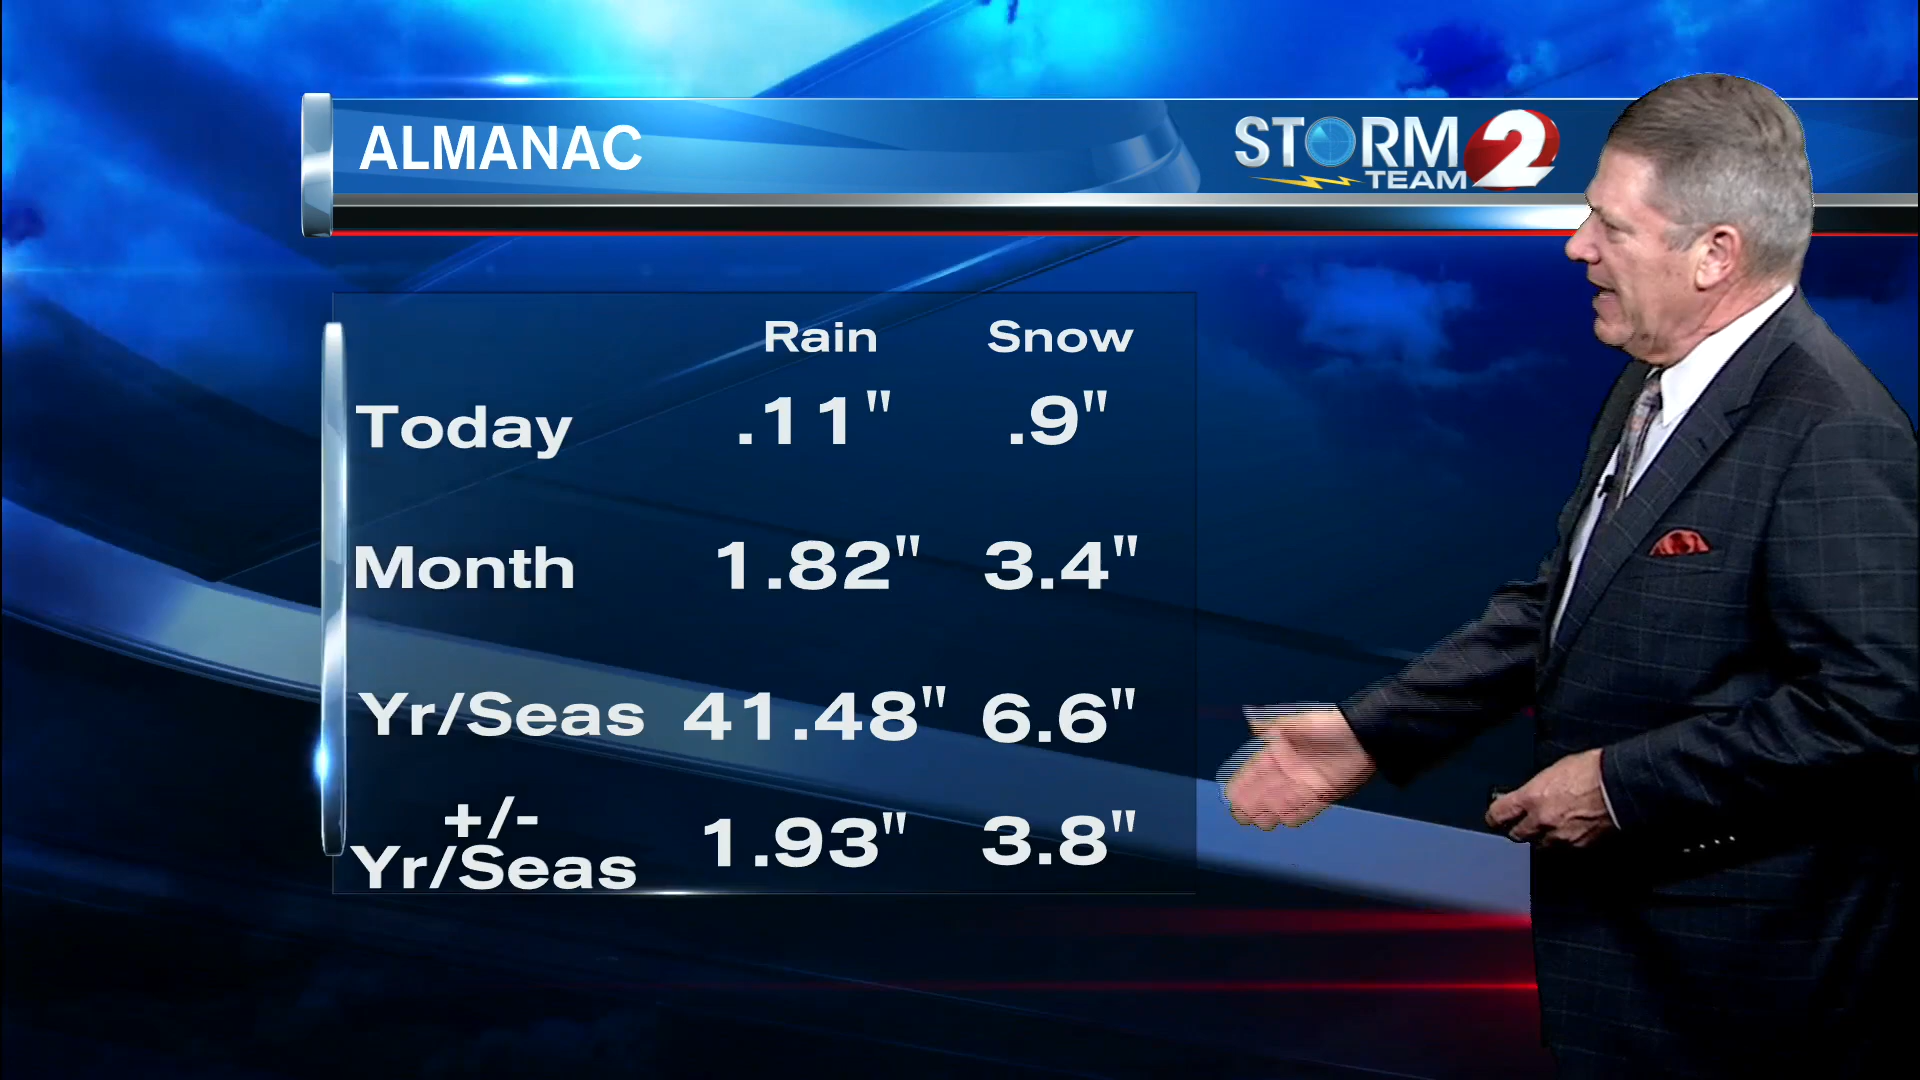 ALMANAC
STORM
TEAM 2
Rain Snow
Today .11" .9"
Month 1.82" 3.4"
Yr/Seas 41.48" 6.6"
+/-
Yr/Seas 1.93" 3.8"